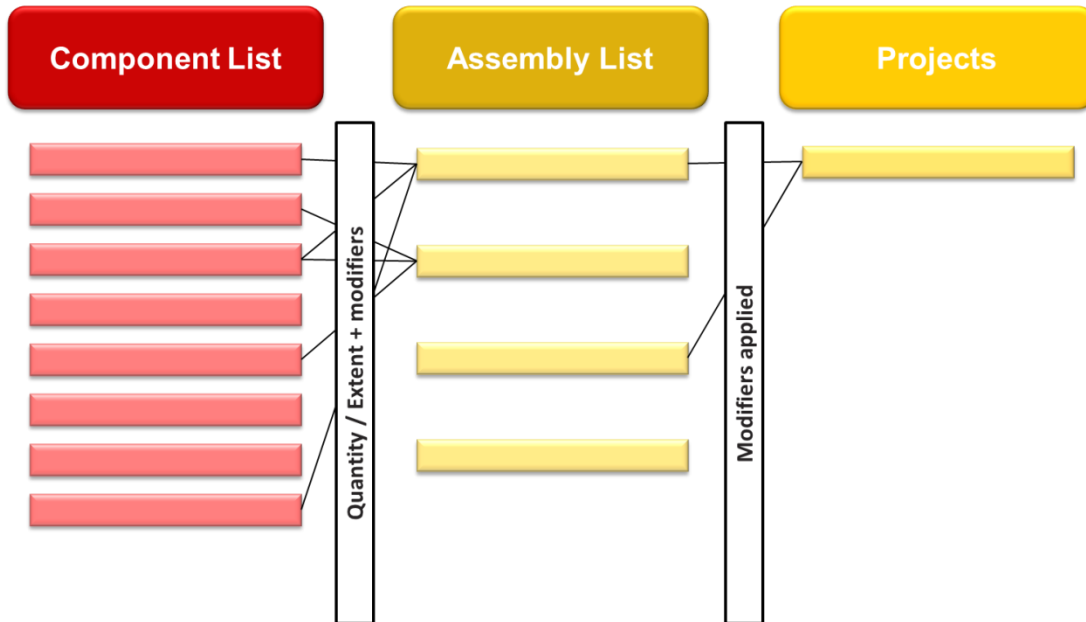 Component List
Assembly List
Projects
Quantity / Extent + modifiers
Modifiers applied